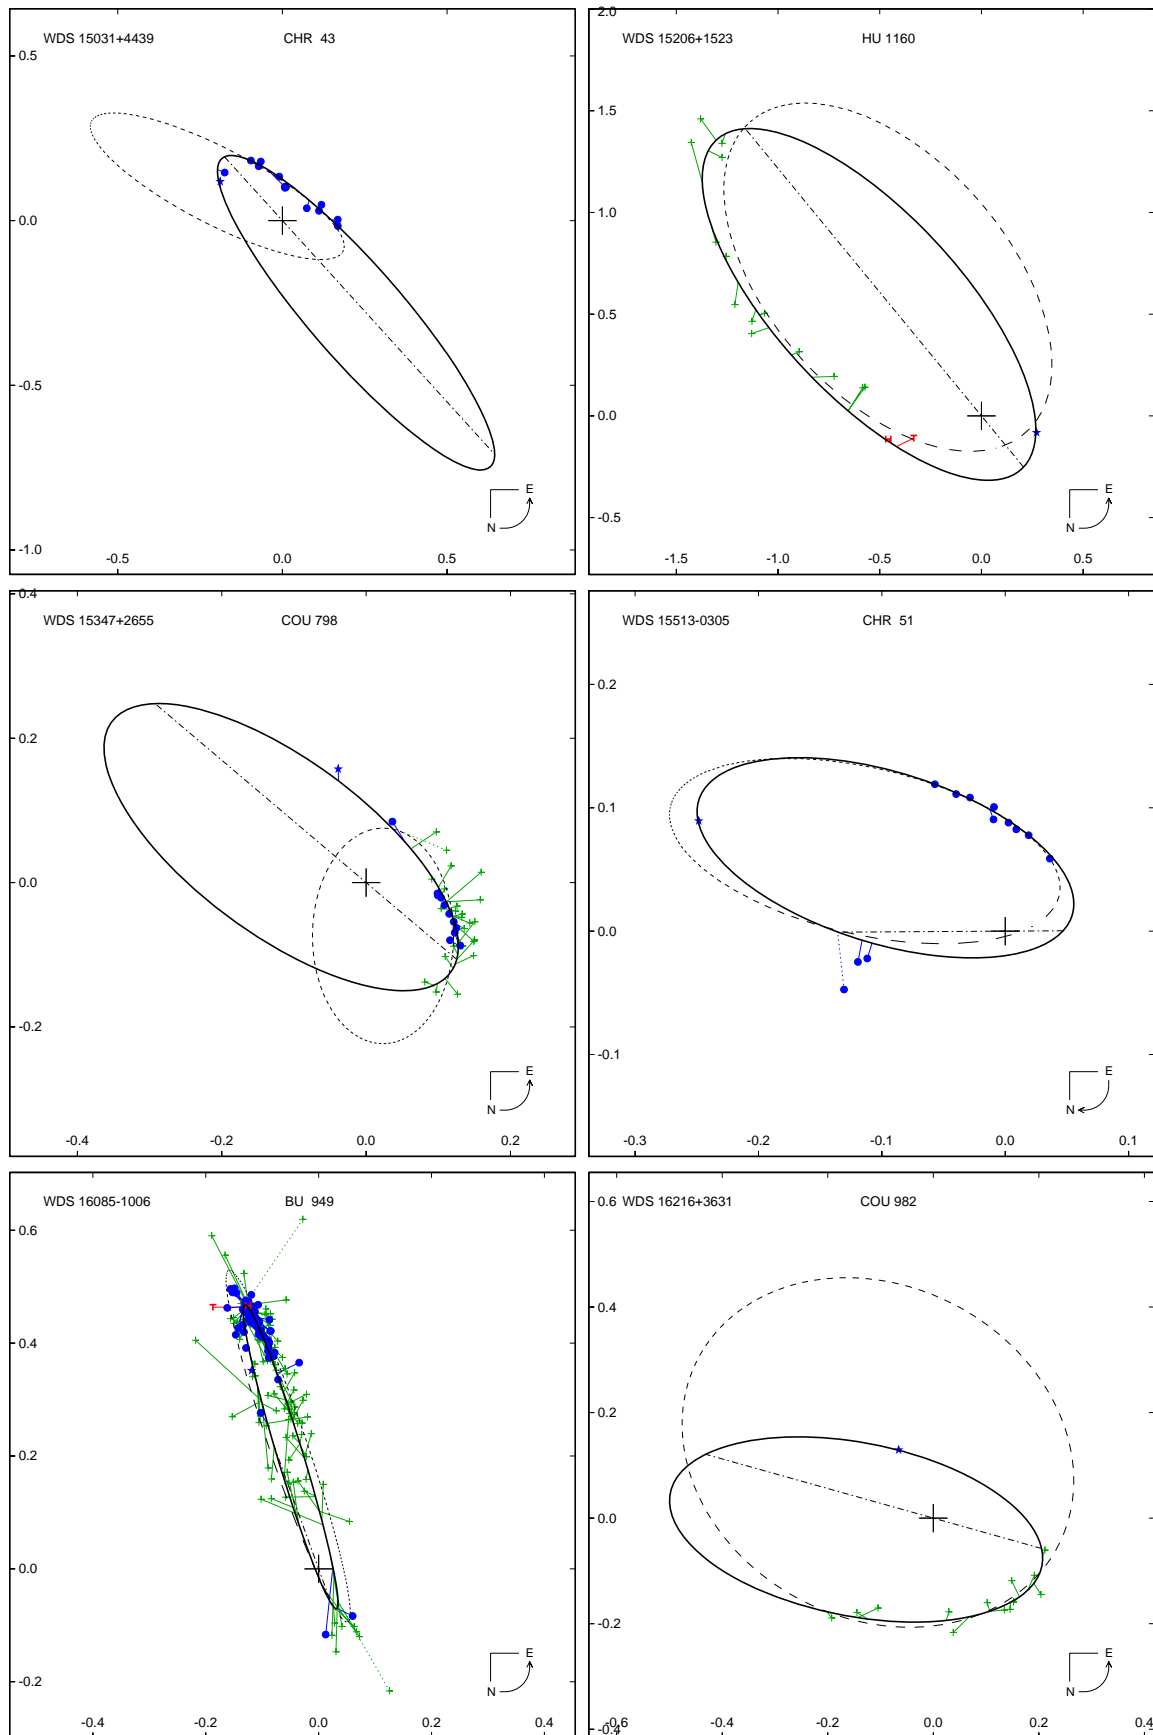 WDS 15031+4439 CHR 43
0.5
0.0
-0.5
-1.0
-0.5 0.0 0.5
E
N
WDS 15206+1523 HU 1160
2.0
1.5
1.0
0.5
0.0
-0.5
-1.5 -1.0 -0.5 0.0 0.5
E
N
WDS 15347+2655 COU 798
0.4
0.2
0.0
-0.2
-0.4 -0.2 0.0 0.2
E
N
WDS 15513-0305 CHR 51
0.2
0.1
0.0
-0.1
-0.3 -0.2 -0.1 0.0 0.1
E
N
WDS 16085-1006 BU 949
0.6
0.4
0.2
0.0
-0.2
-0.4 -0.2 0.0 0.2 0.4
E
N
WDS 16216+3631 COU 982
0.6
0.4
0.2
0.0
-0.2
-0.4
-0.6 -0.4 -0.2 0.0 0.2 0.4
E
N